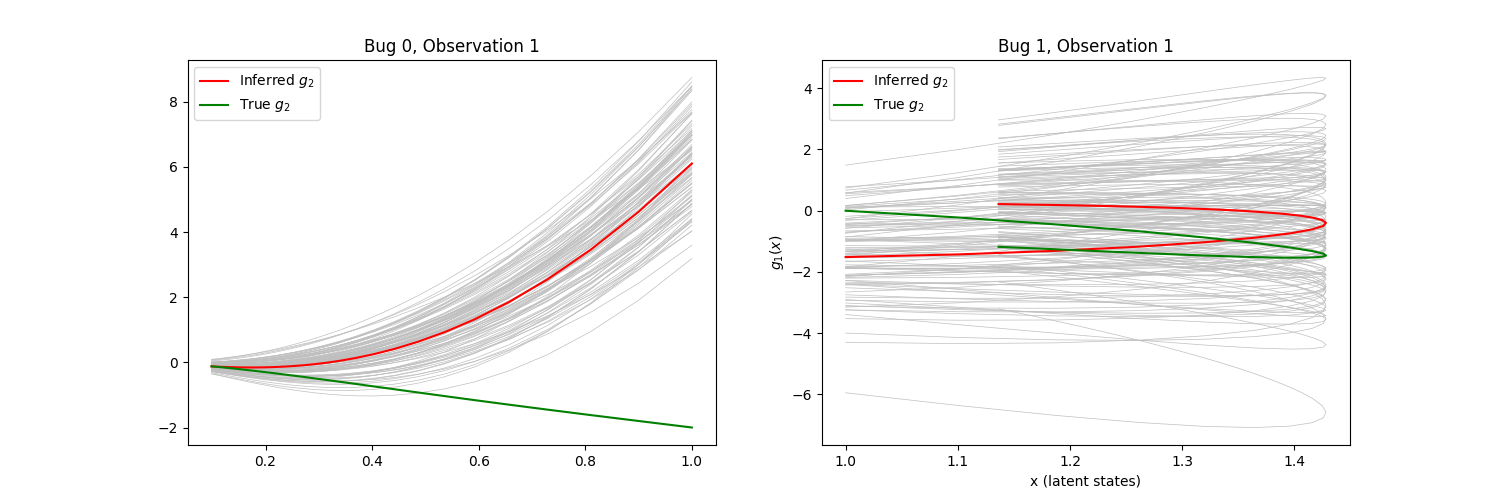 Bug 0, Observation 1
Inferred g₂
True g₂
8
6
4
2
0
−2
0.2 0.4 0.6 0.8 1.0
Bug 1, Observation 1
Inferred g₂
True g₂
g₁(x)
4
2
0
−2
−4
−6
1.0 1.1 1.2 1.3 1.4
x (latent states)